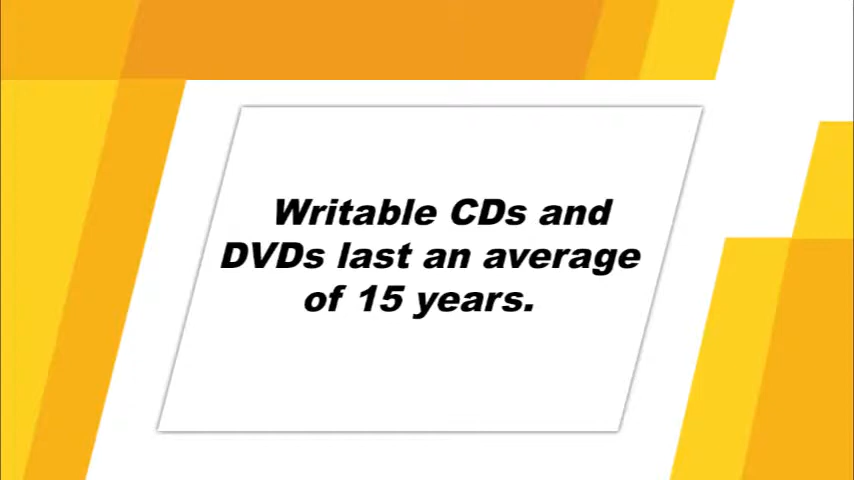 Writable CDs and
DVDs last an average
of 15 years.